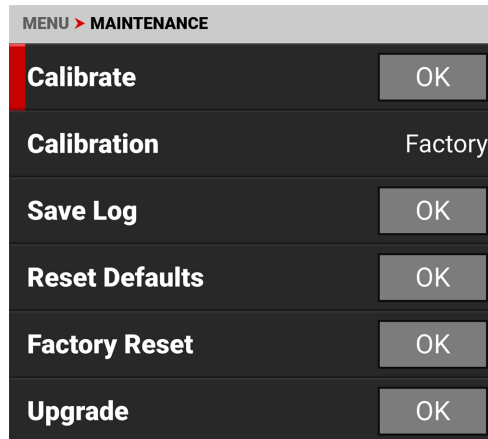 MENU ➤ MAINTENANCE
Calibrate OK
Calibration Factory
Save Log OK
Reset Defaults OK
Factory Reset OK
Upgrade OK